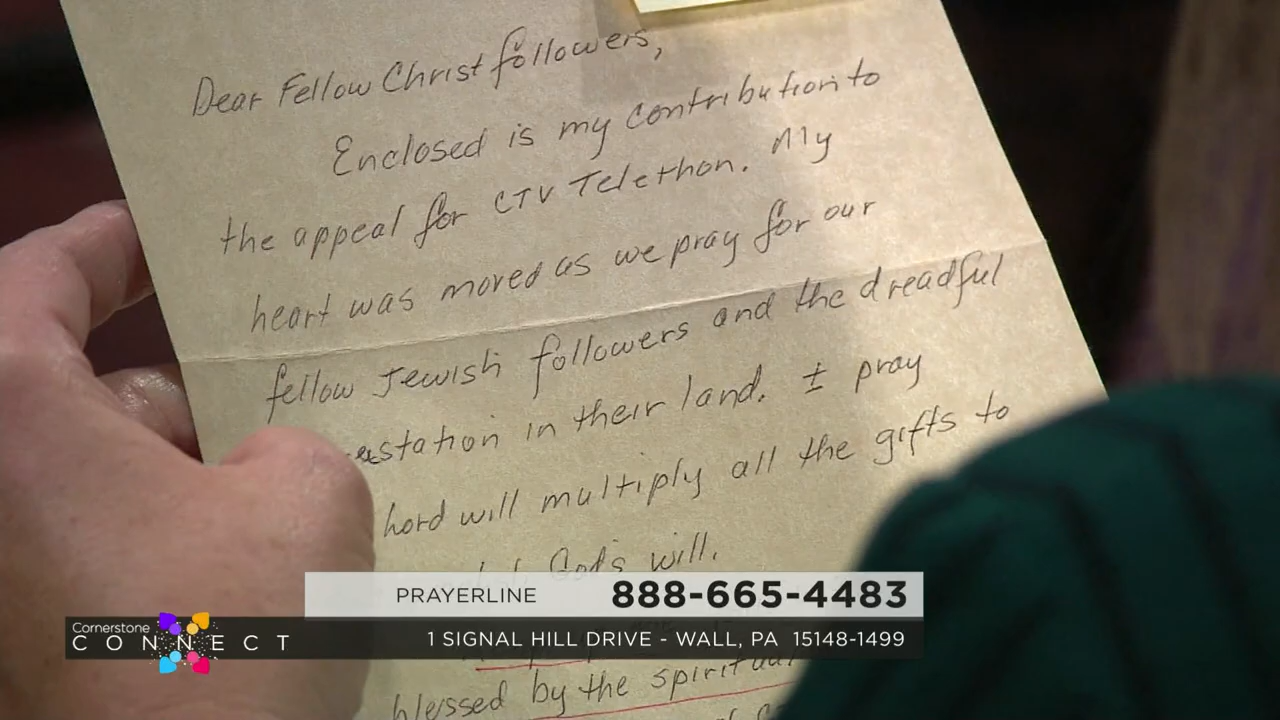 Dear Fellow Christ followers,
Enclosed is my contribution to
the appeal for CTV Telethon. My
heart was moved as we pray for our
fellow Jewish followers and the dreadful
in their land. I pray
Lord will multiply all the gifts to
God's will.
PRAYERLINE 888-665-4483
Cornerstone
CONNECT
1 SIGNAL HILL DRIVE - WALL, PA 15148-1499
blessed by the spiritual